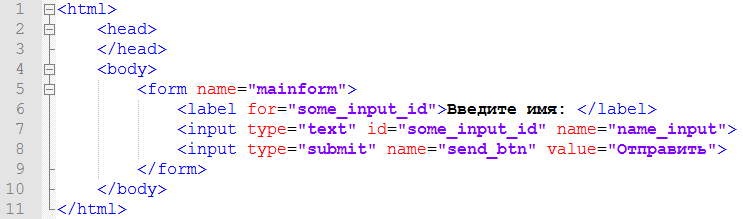 1 <html>
2     <head>
3     </head>
4     <body>
5         <form name="mainform">
6             <label for="some_input_id">Введите имя: </label>
7             <input type="text" id="some_input_id" name="name_input">
8             <input type="submit" name="send_btn" value="Отправить">
9         </form>
10     </body>
11 </html>